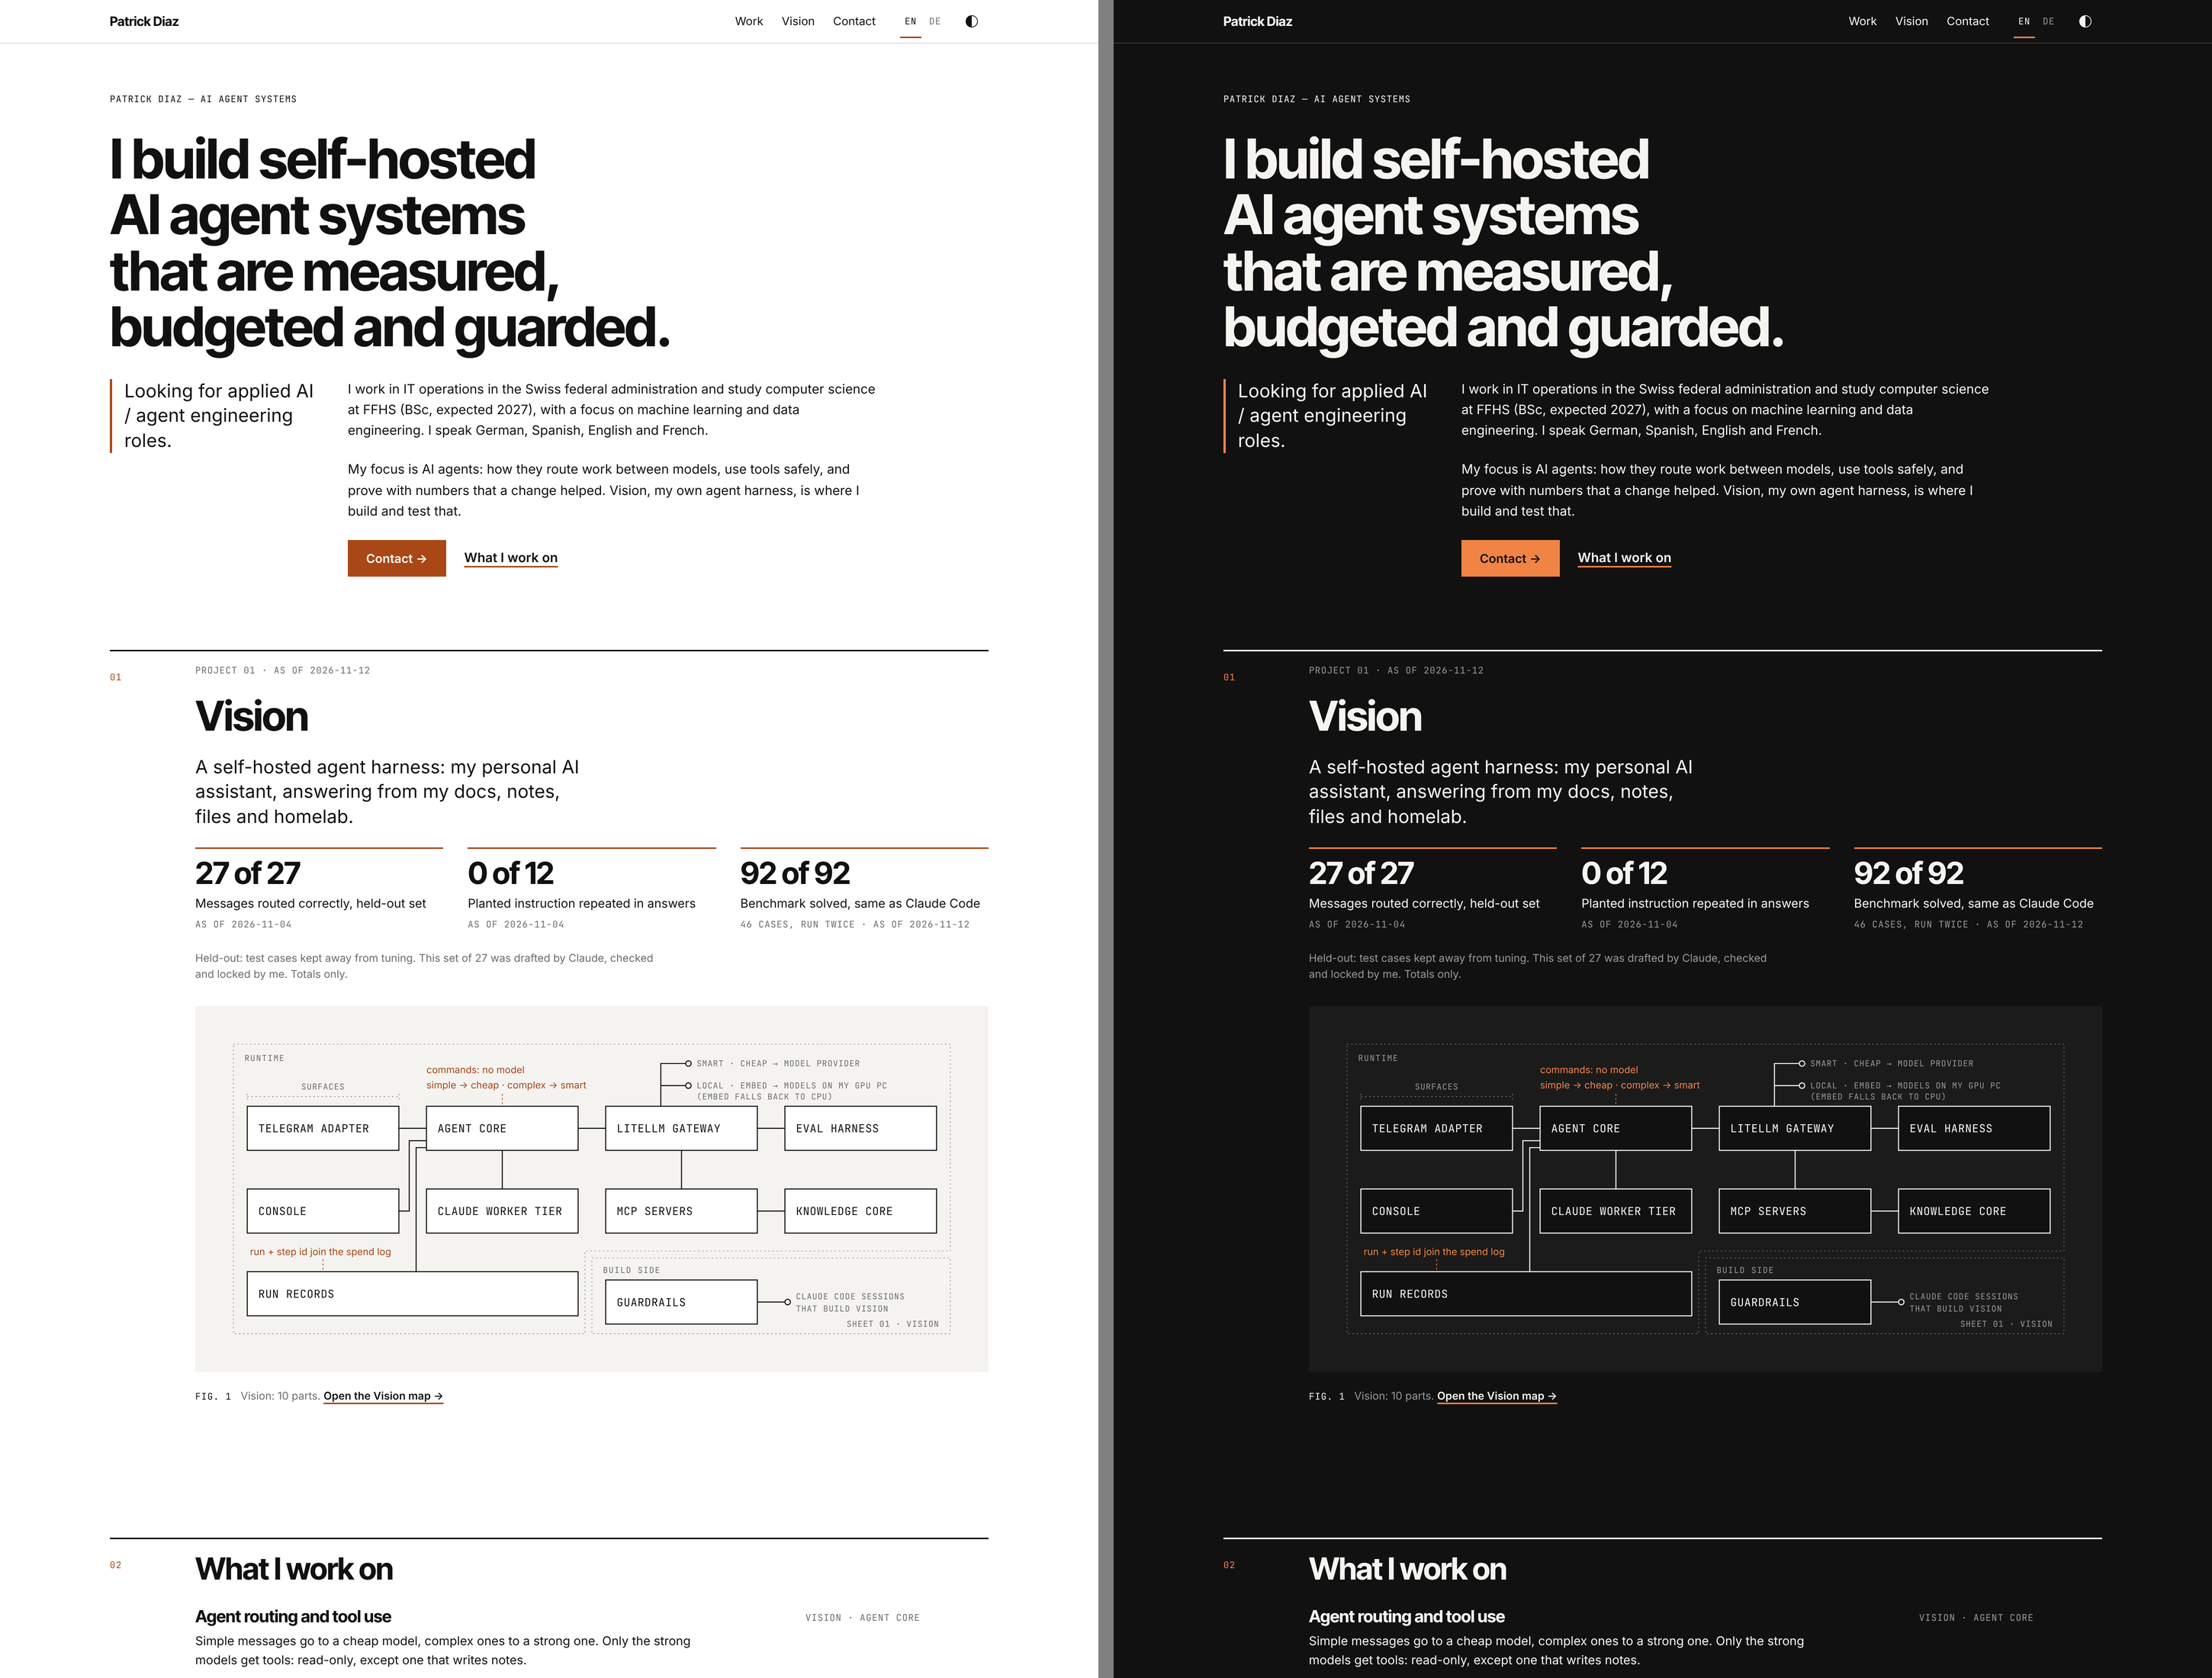 Patrick Diaz
Work Vision Contact EN DE
PATRICK DIAZ — AI AGENT SYSTEMS
I build self-hosted
AI agent systems
that are measured,
budgeted and guarded.
Looking for applied AI
/ agent engineering
roles.
I work in IT operations in the Swiss federal administration and study computer science
at FFHS (BSc, expected 2027), with a focus on machine learning and data
engineering. I speak German, Spanish, English and French.
My focus is AI agents: how they route work between models, use tools safely, and
prove with numbers that a change helped. Vision, my own agent harness, is where I
build and test that.
Contact →
What I work on
01
PROJECT 01 · AS OF 2026-11-12
Vision
A self-hosted agent harness: my personal AI
assistant, answering from my docs, notes,
files and homelab.
27 of 27
Messages routed correctly, held-out set
AS OF 2026-11-04
0 of 12
Planted instruction repeated in answers
AS OF 2026-11-04
92 of 92
Benchmark solved, same as Claude Code
46 CASES, RUN TWICE · AS OF 2026-11-12
Held-out: test cases kept away from tuning. This set of 27 was drafted by Claude, checked
and locked by me. Totals only.
RUNTIME
SURFACES
commands: no model
simple → cheap · complex → smart
SMART · CHEAP → MODEL PROVIDER
LOCAL · EMBED → MODELS ON MY GPU PC
(EMBED FALLS BACK TO CPU)
TELEGRAM ADAPTER
AGENT CORE
LITELLM GATEWAY
EVAL HARNESS
CONSOLE
CLAUDE WORKER TIER
MCP SERVERS
KNOWLEDGE CORE
run + step id join the spend log
RUN RECORDS
BUILD SIDE
GUARDRAILS
CLAUDE CODE SESSIONS
THAT BUILD VISION
SHEET 01 · VISION
FIG. 1 Vision: 10 parts. Open the Vision map →
02
What I work on
Agent routing and tool use
VISION · AGENT CORE
Simple messages go to a cheap model, complex ones to a strong one. Only the strong
models get tools: read-only, except one that writes notes.
Patrick Diaz
Work Vision Contact EN DE
PATRICK DIAZ — AI AGENT SYSTEMS
I build self-hosted
AI agent systems
that are measured,
budgeted and guarded.
Looking for applied AI
/ agent engineering
roles.
I work in IT operations in the Swiss federal administration and study computer science
at FFHS (BSc, expected 2027), with a focus on machine learning and data
engineering. I speak German, Spanish, English and French.
My focus is AI agents: how they route work between models, use tools safely, and
prove with numbers that a change helped. Vision, my own agent harness, is where I
build and test that.
Contact →
What I work on
01
PROJECT 01 · AS OF 2026-11-12
Vision
A self-hosted agent harness: my personal AI
assistant, answering from my docs, notes,
files and homelab.
27 of 27
Messages routed correctly, held-out set
AS OF 2026-11-04
0 of 12
Planted instruction repeated in answers
AS OF 2026-11-04
92 of 92
Benchmark solved, same as Claude Code
46 CASES, RUN TWICE · AS OF 2026-11-12
Held-out: test cases kept away from tuning. This set of 27 was drafted by Claude, checked
and locked by me. Totals only.
RUNTIME
SURFACES
commands: no model
simple → cheap · complex → smart
SMART · CHEAP → MODEL PROVIDER
LOCAL · EMBED → MODELS ON MY GPU PC
(EMBED FALLS BACK TO CPU)
TELEGRAM ADAPTER
AGENT CORE
LITELLM GATEWAY
EVAL HARNESS
CONSOLE
CLAUDE WORKER TIER
MCP SERVERS
KNOWLEDGE CORE
run + step id join the spend log
RUN RECORDS
BUILD SIDE
GUARDRAILS
CLAUDE CODE SESSIONS
THAT BUILD VISION
SHEET 01 · VISION
FIG. 1 Vision: 10 parts. Open the Vision map →
02
What I work on
Agent routing and tool use
VISION · AGENT CORE
Simple messages go to a cheap model, complex ones to a strong one. Only the strong
models get tools: read-only, except one that writes notes.